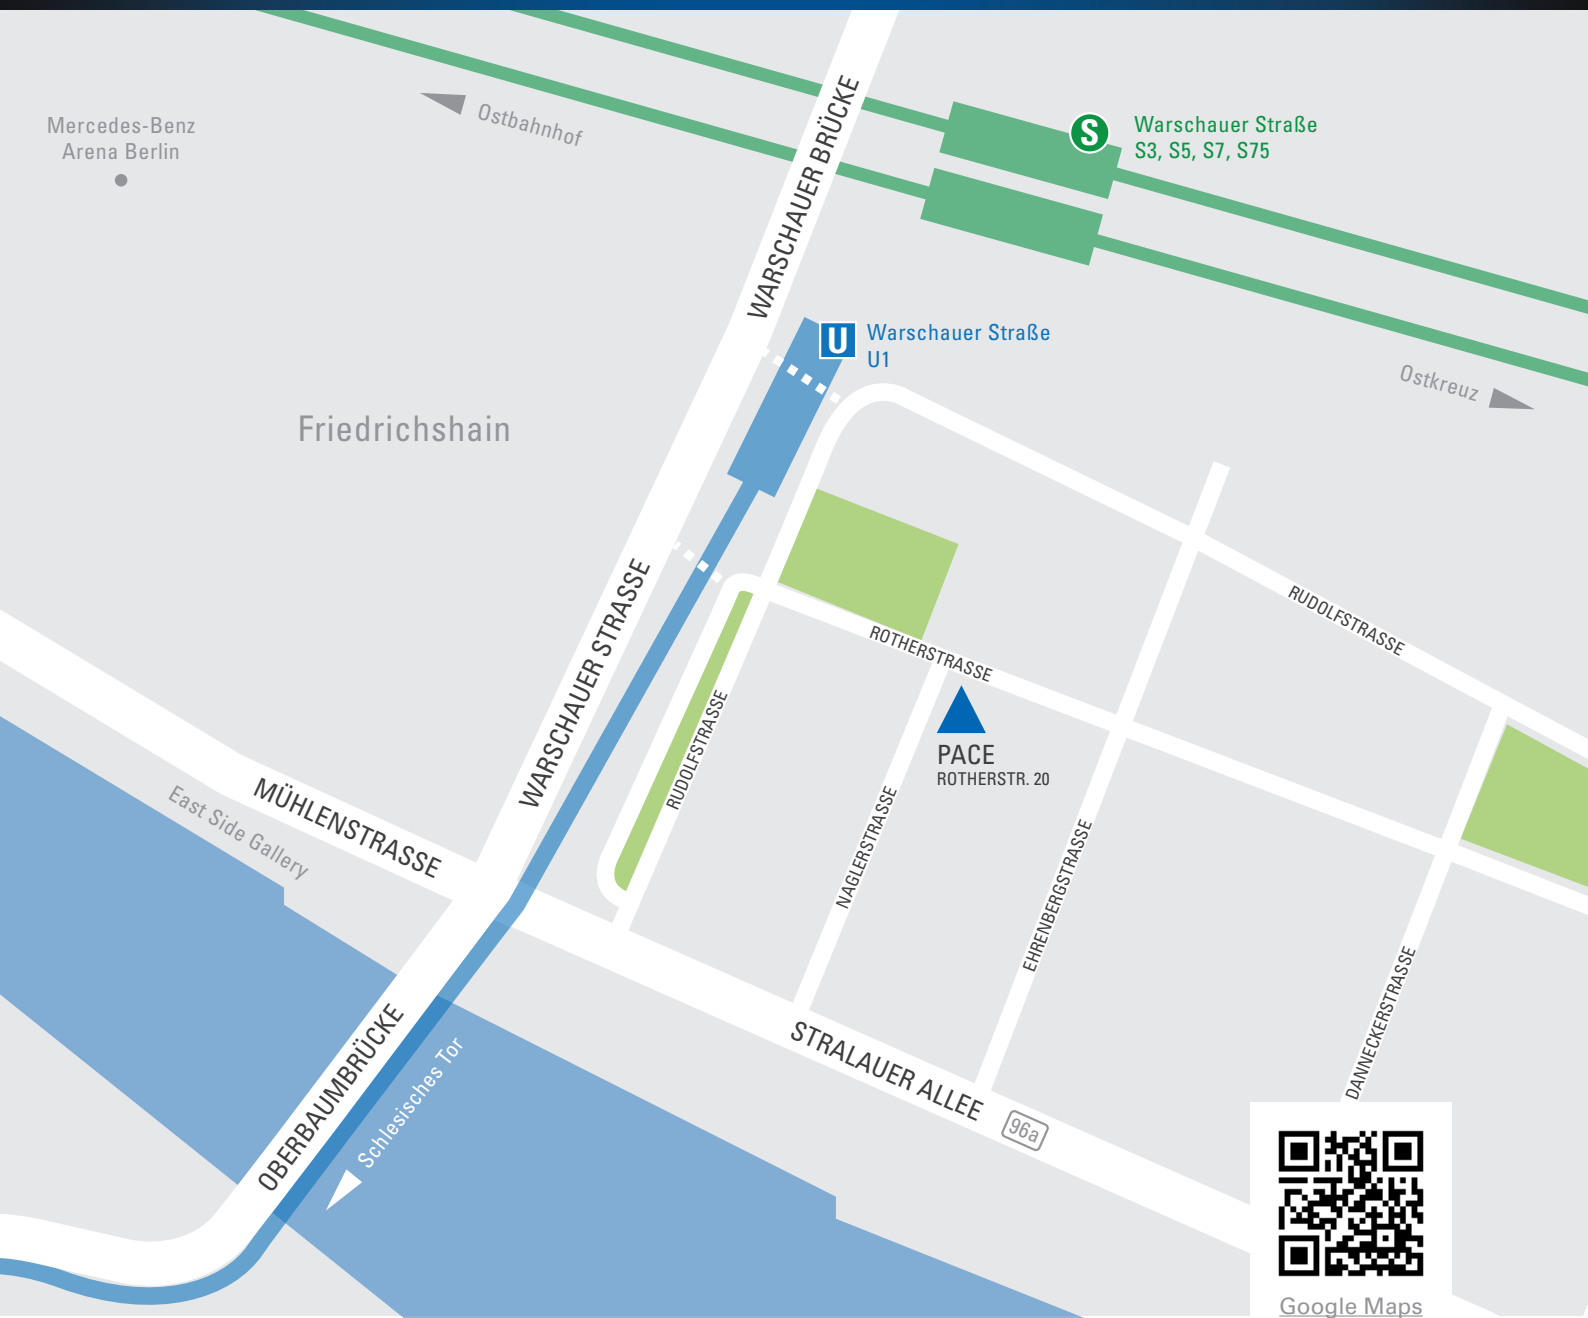 WARSCHAUER BRÜCKE
Ostbahnhof
Mercedes-Benz
Arena Berlin
S
Warschauer Straße
S3, S5, S7, S75
U
Warschauer Straße
U1
Ostkreuz
Friedrichshain
WARSCHAUER STRASSE
RUDOLFSTRASSE
ROTHERSTRASSE
RUDOLFSTRASSE
PACE
ROTHERSTR. 20
MÜHLENSTRASSE
East Side Gallery
NAGLERSTRASSE
EHRENBERGSTRASSE
DANNECKERSTRASSE
OBERBAUMBRÜCKE
Schlesisches Tor
STRALAUER ALLEE
96a
Google Maps